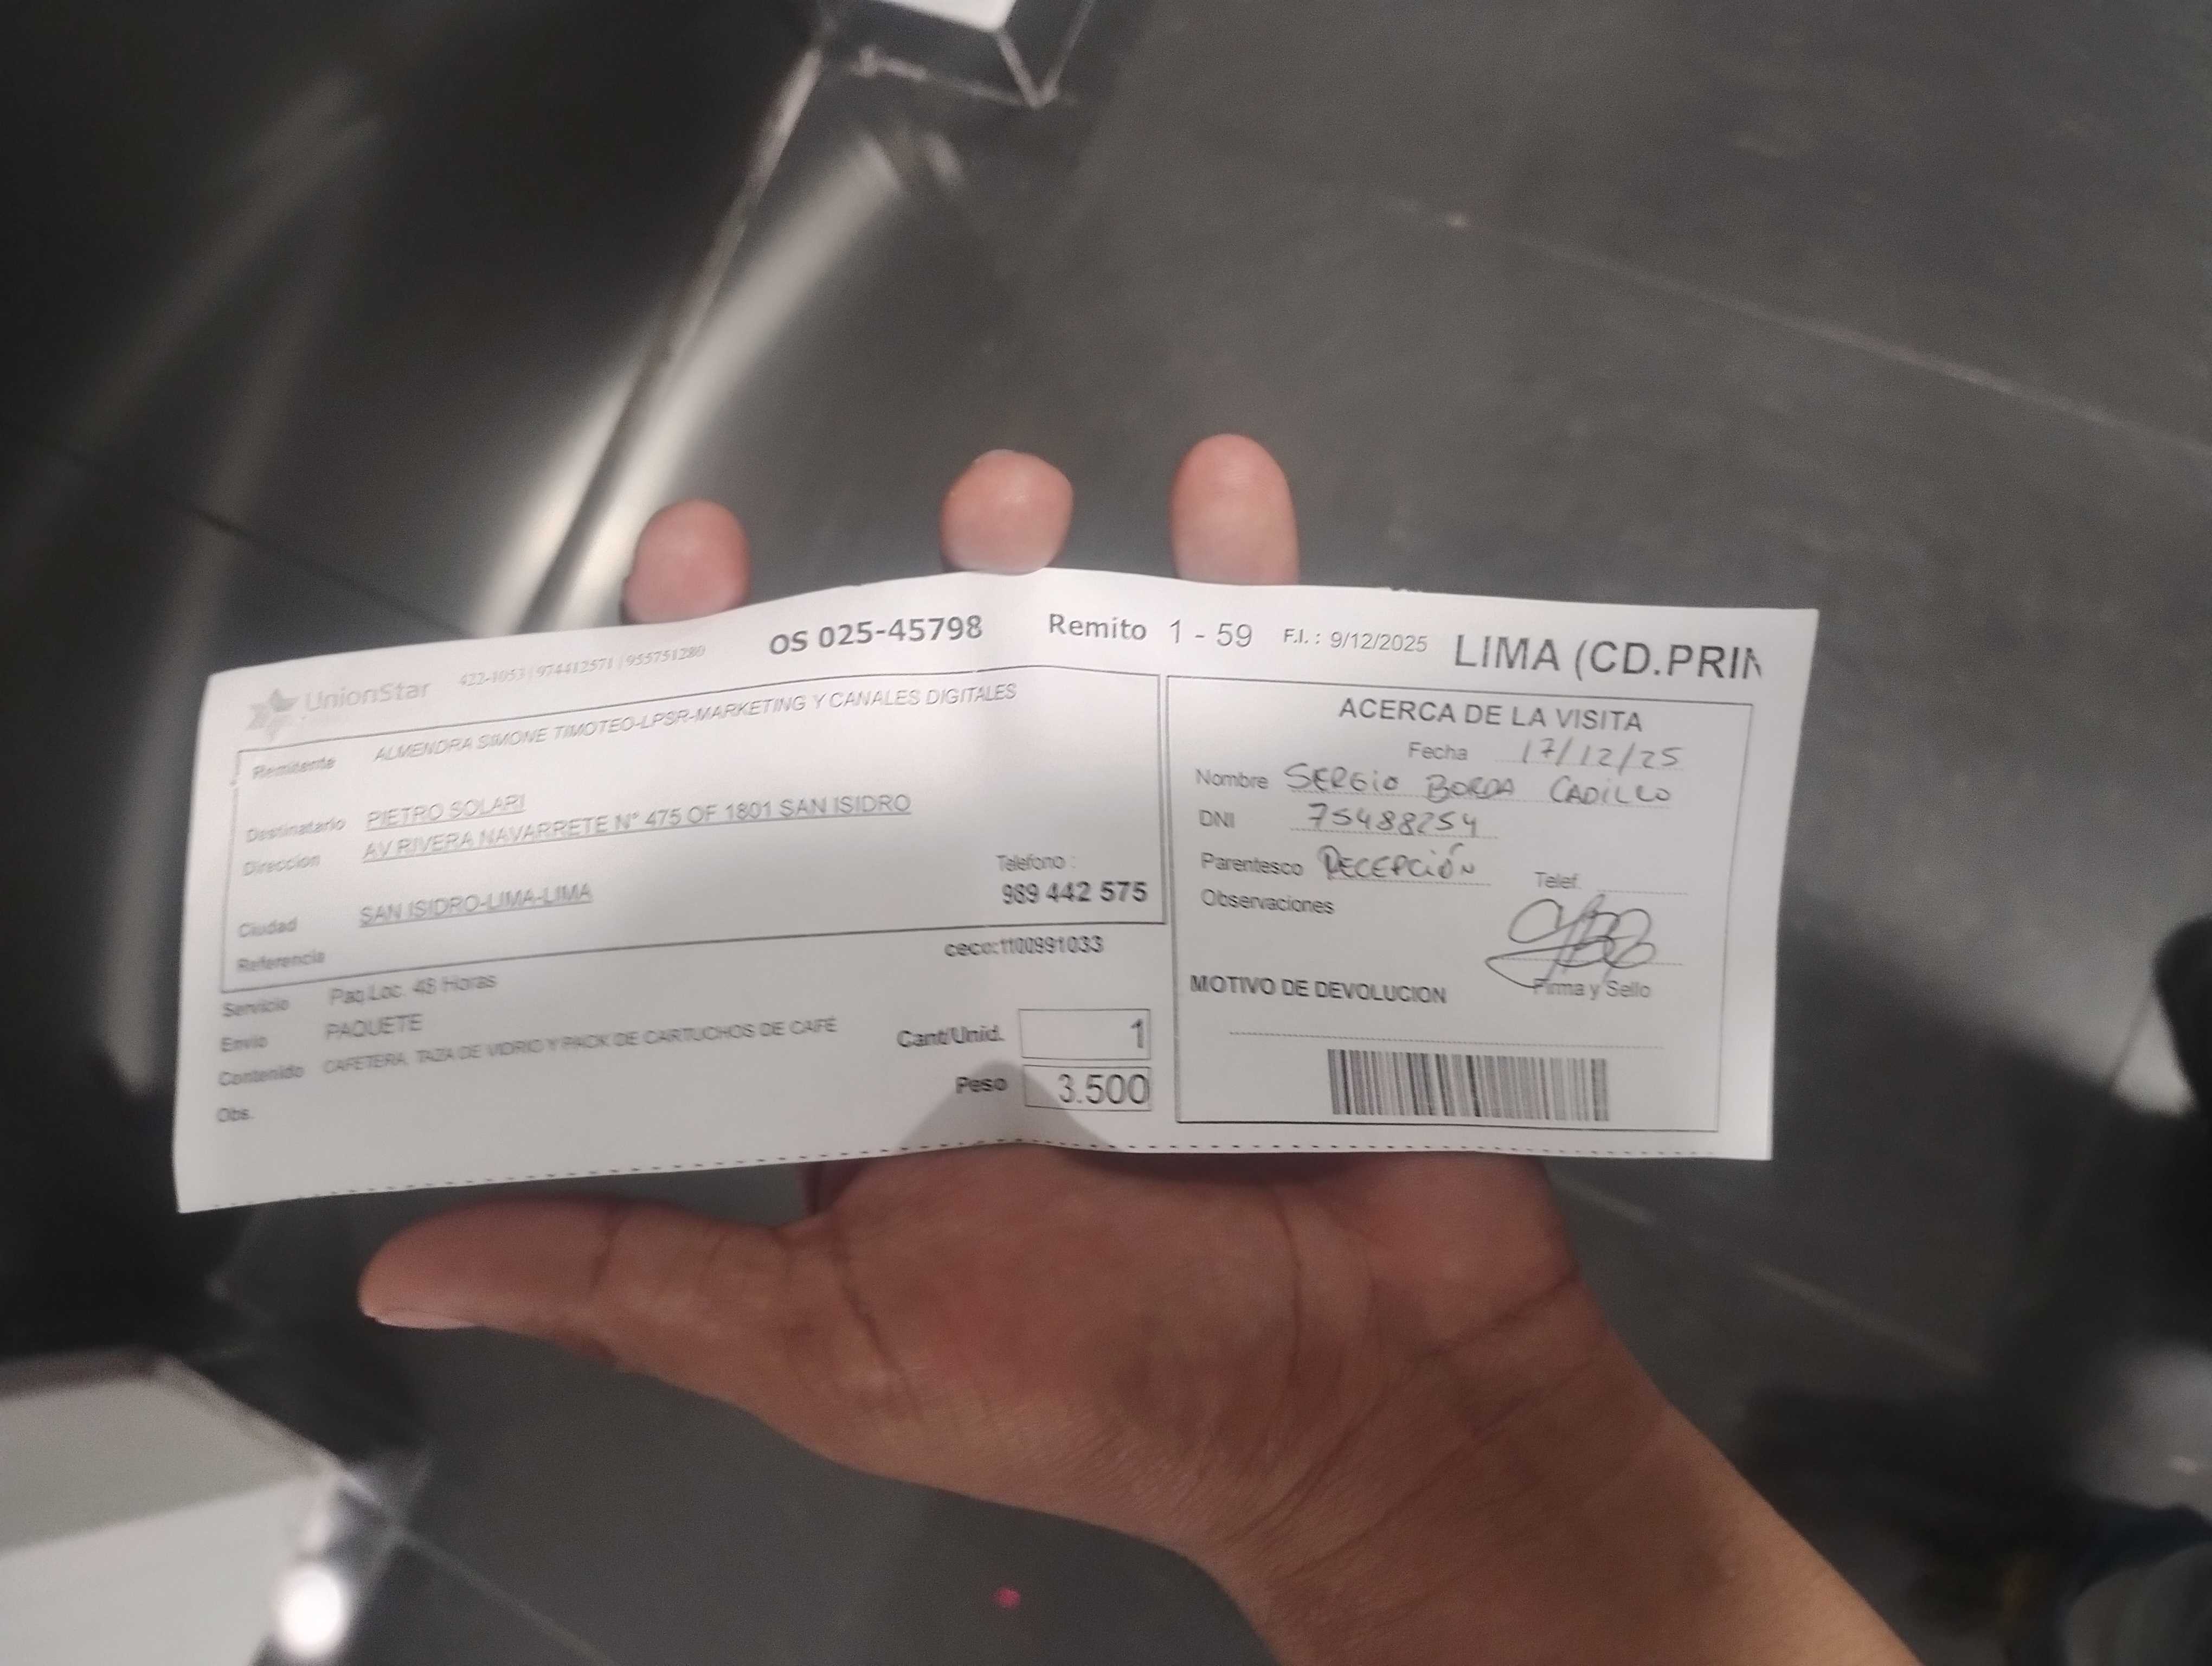 UnionStar 422-1053 | 974412571 | 955751280 OS 025-45798 Remito 1 - 59 F.I. : 9/12/2025 LIMA (CD.PRIN
Remitente ALMENDRA SIMONE TIMOTEO-LPSR-MARKETING Y CANALES DIGITALES
Destinatario PIETRO SOLARI
Direccion AV RIVERA NAVARRETE N° 475 OF 1801 SAN ISIDRO
Telefono :
Ciudad SAN ISIDRO-LIMA-LIMA 989 442 575
Referencia
ceco:1100991033
Servicio Paq.Loc. 48 Horas
Envio PAQUETE
Contenido CAFETERA, TAZA DE VIDRIO Y PACK DE CARTUCHOS DE CAFE
Obs.
Cant/Unid. 1
Peso 3.500
ACERCA DE LA VISITA
Fecha 17/12/25
Nombre SERGIO BORDA CADILLO
DNI 75488254
Parentesco RECEPCIÓN Telef.
Observaciones
Firma y Sello
MOTIVO DE DEVOLUCION